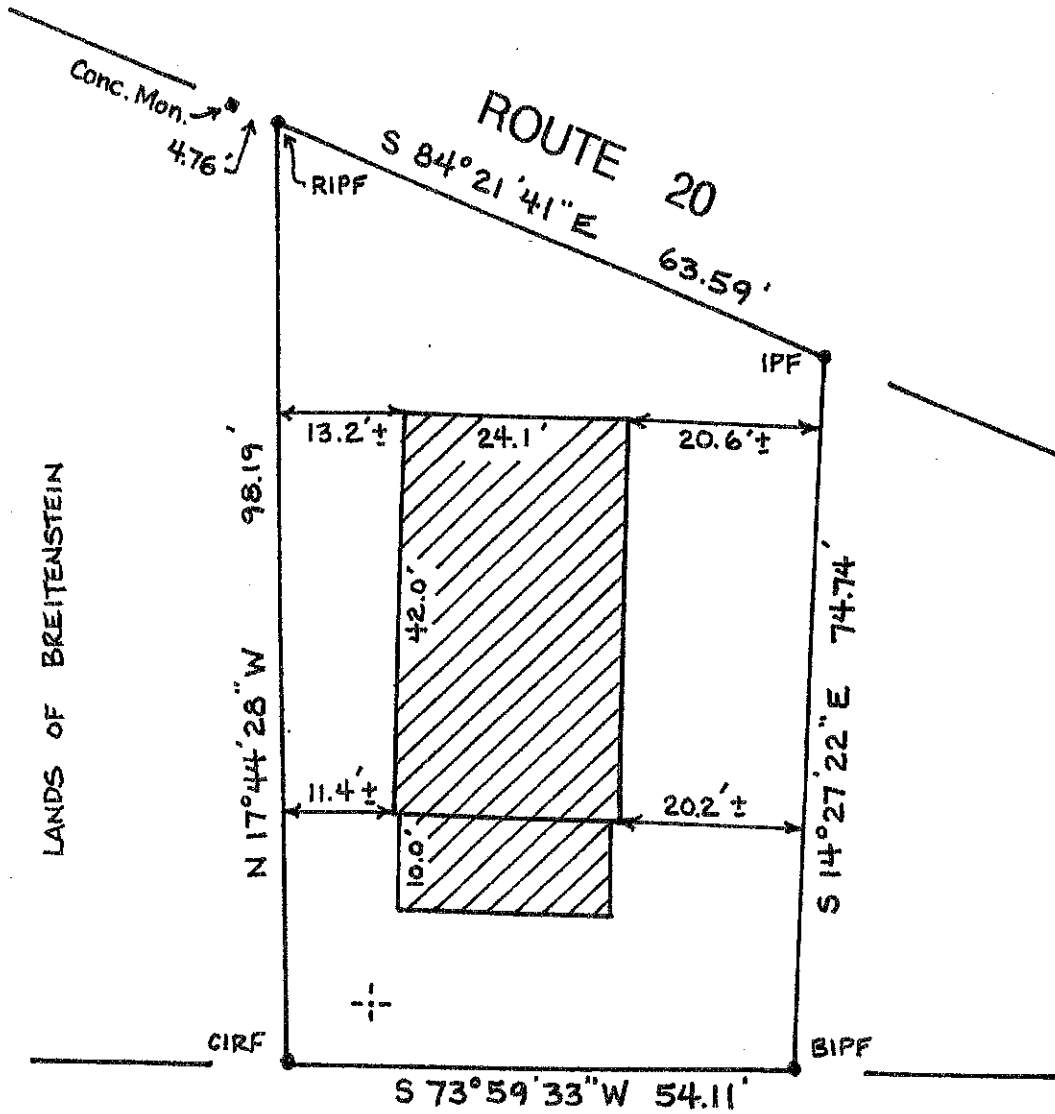 Conc. Mon.
4.76'
RIPF
ROUTE 20
S 84°21'41"E 63.59'
IPF
13.2'±
24.1'
20.6'±
LANDS OF BREITENSTEIN
N 17°44'28"W 98.19'
42.0'
S 14°27'22"E 74.74'
11.4'±
20.2'±
10.0'
CIRF
BIPF
S 73°59'33"W 54.11'